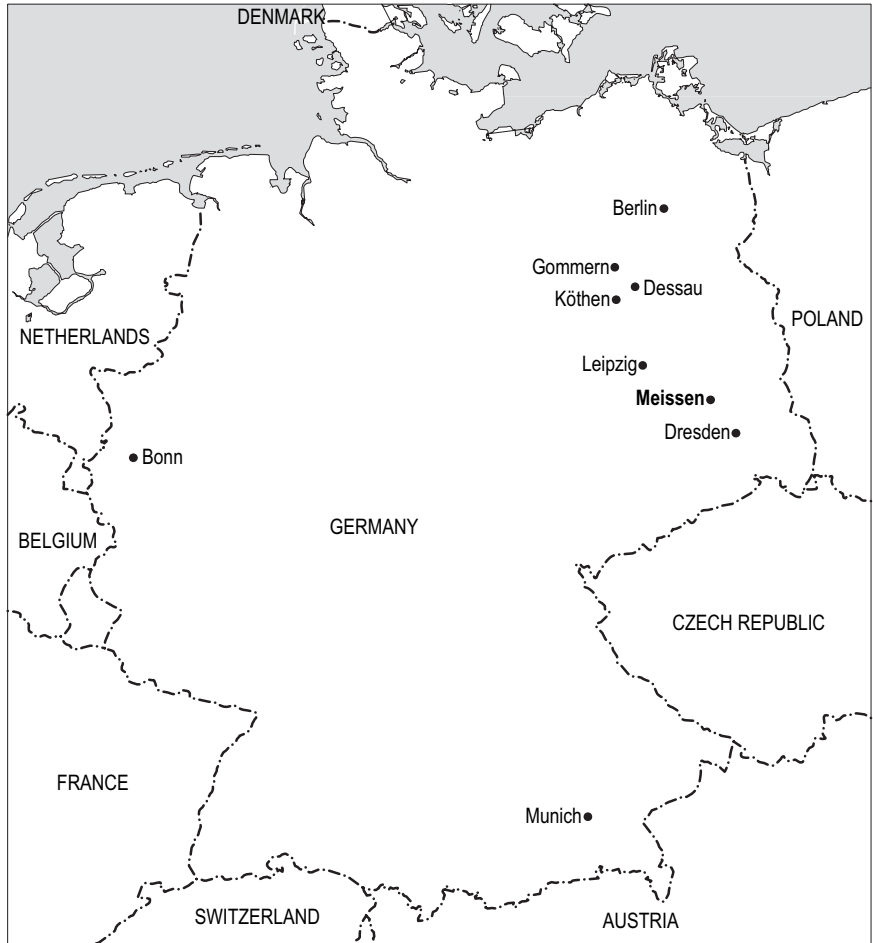 DENMARK
Berlin
Gommern
Dessau
Köthen
POLAND
NETHERLANDS
Leipzig
Meissen
Dresden
Bonn
GERMANY
BELGIUM
CZECH REPUBLIC
FRANCE
Munich
SWITZERLAND
AUSTRIA